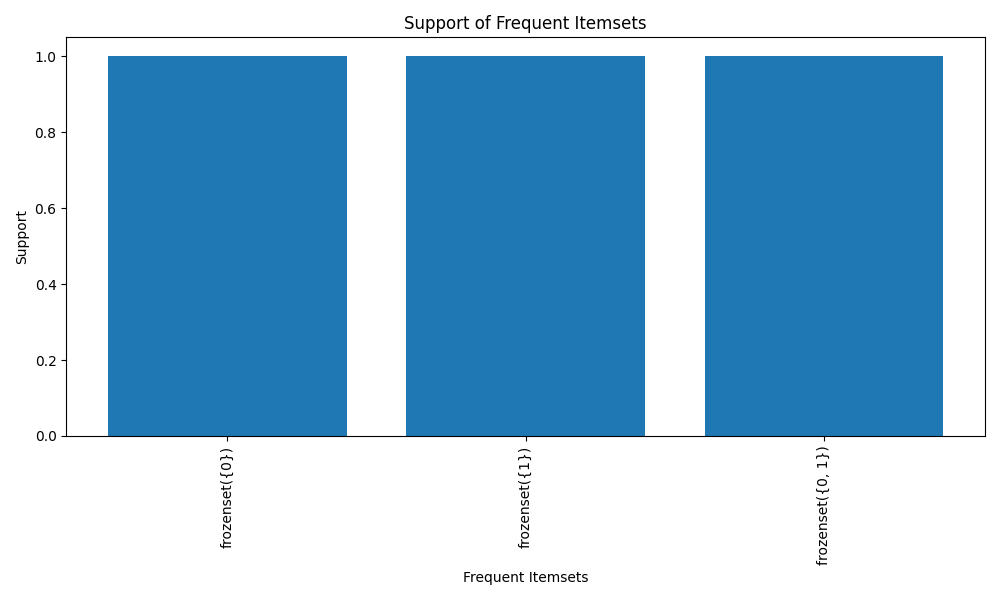 Support of Frequent Itemsets
Support
1.0
0.8
0.6
0.4
0.2
0.0
frozenset({0})
frozenset({1})
frozenset({0, 1})
Frequent Itemsets